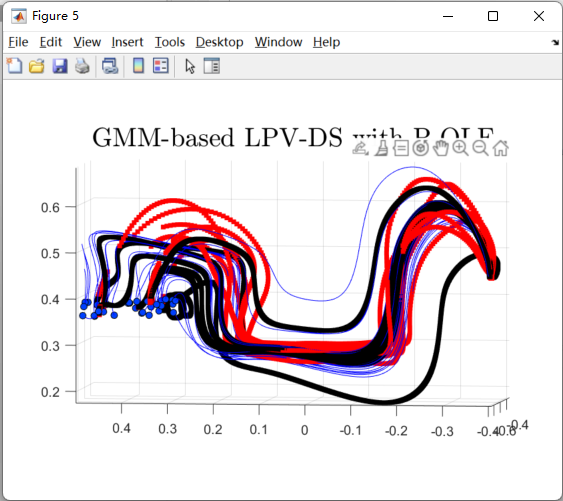 Figure 5
File Edit View Insert Tools Desktop Window Help
GMM-based LPV-DS with
0.6
0.5
0.4
0.3
0.2
0.4 0.3 0.2 0.1 0 -0.1 -0.2 -0.3 -0.4
-0.4